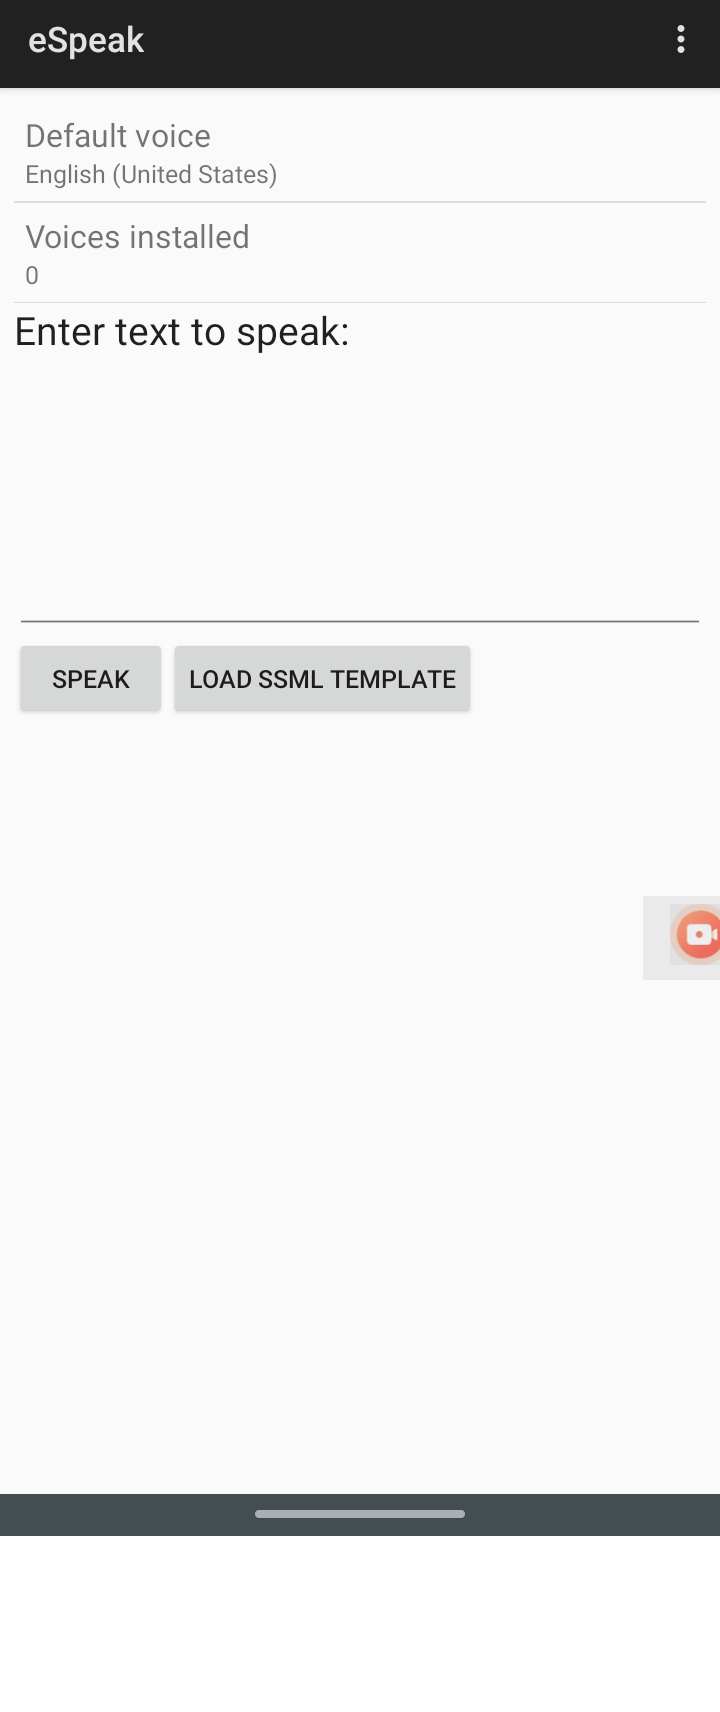 eSpeak
Default voice
English (United States)
Voices installed
0
Enter text to speak:
SPEAK
LOAD SSML TEMPLATE